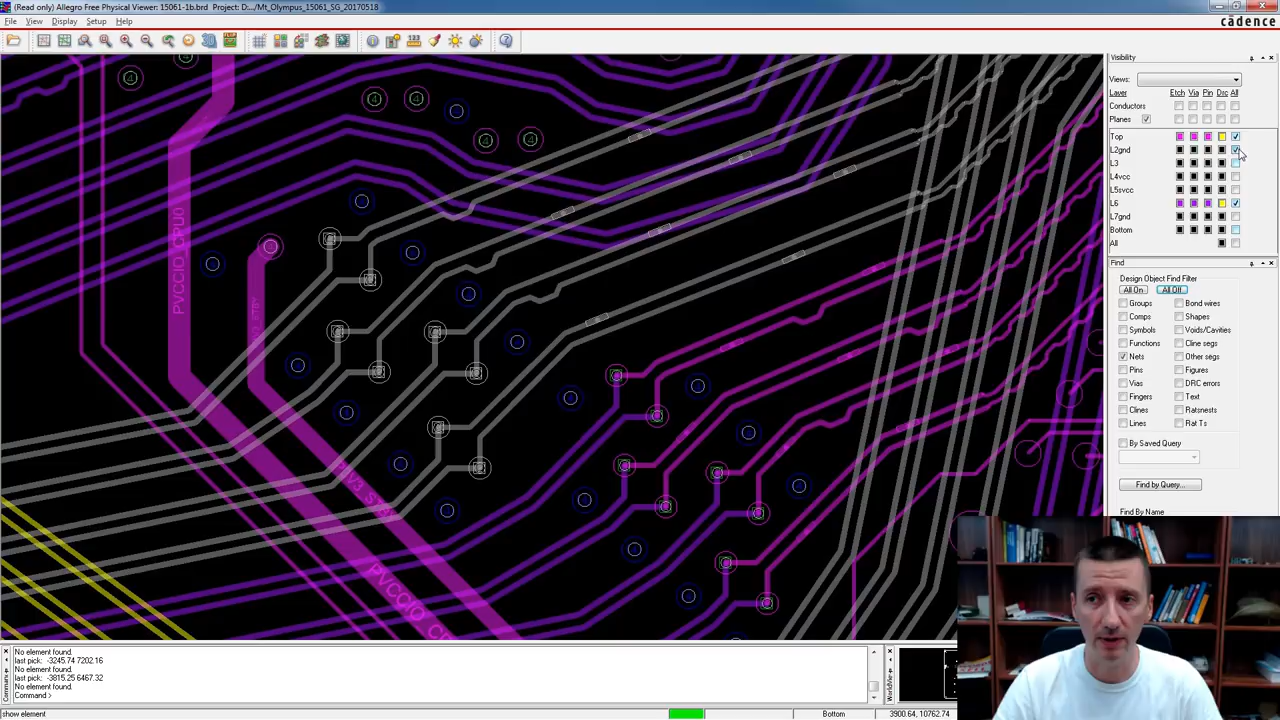 (Read only) Allegro Free Physical Viewer: 15061-1b.brd Project: D:.../Mt_Olympus_15061_SG_20170518
File View Display Setup Help
cādence
Visibility
Views:
Layer Etch Via Pin Drc All
Conductors
Planes
Top
L2gnd
L3
L4vcc
L5svcc
L6
L7gnd
Bottom
All
Find
Design Object Find Filter
All On All Off
Groups Bond wires
Comps Shapes
Symbols Voids/Cavities
Functions Cline segs
Nets Other segs
Pins Figures
Vias DRC errors
Fingers Text
Clines Ratsnests
Lines Rat Ts
By Saved Query
Find by Query...
Find By Name
PVCCIO_CPU0
PVCCIO_CP
No element found.
last pick: -3245.74 7202.16
No element found.
last pick: -3815.25 6467.32
No element found.
Command >
WorldView
show element
Bottom
3900.64, 10762.74